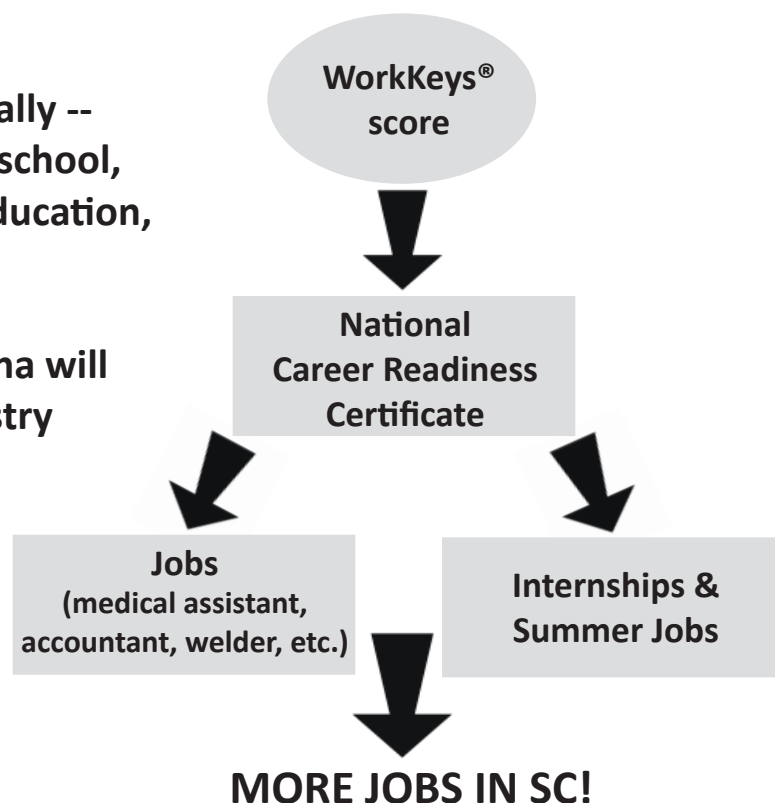 ally --
school,
ducation,
na will
stry
WorkKeys®
score
National
Career Readiness
Certificate
Jobs
(medical assistant,
accountant, welder, etc.)
Internships &
Summer Jobs
MORE JOBS IN SC!